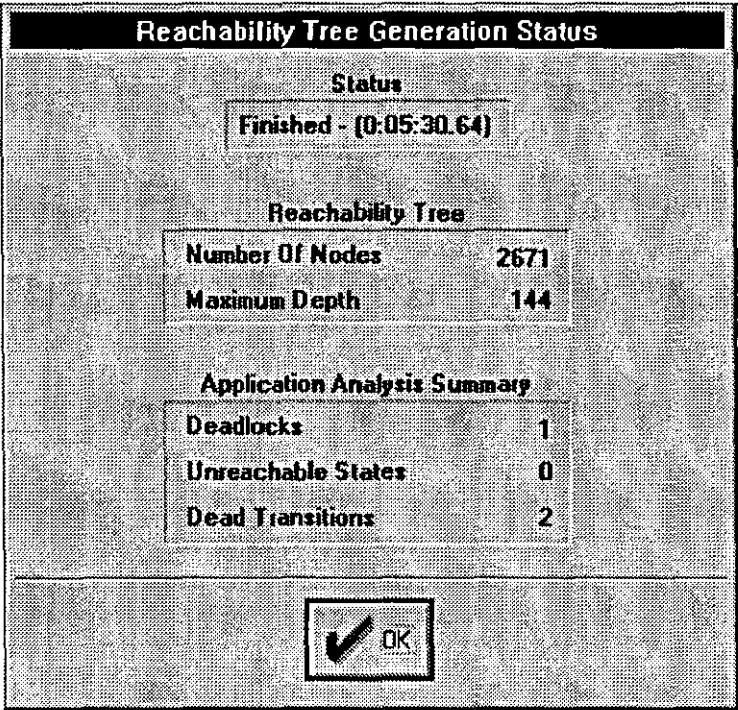 Reachability Tree Generation Status
Status
Finished - (0:05:30.64)
Reachability Tree
Number Of Nodes 2671
Maximum Depth 144
Application Analysis Summary
Deadlocks 1
Unreachable States 0
Dead Transitions 2
OK